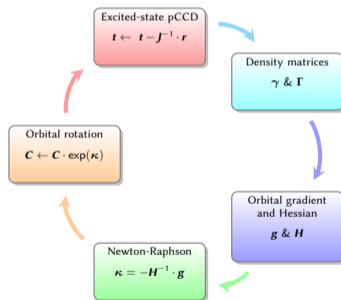 Excited-state pCCD
t ← t − J⁻¹ · r
Density matrices
γ & Γ
Orbital gradient
and Hessian
g & H
Newton-Raphson
κ = −H⁻¹ · g
Orbital rotation
C ← C · exp(κ)